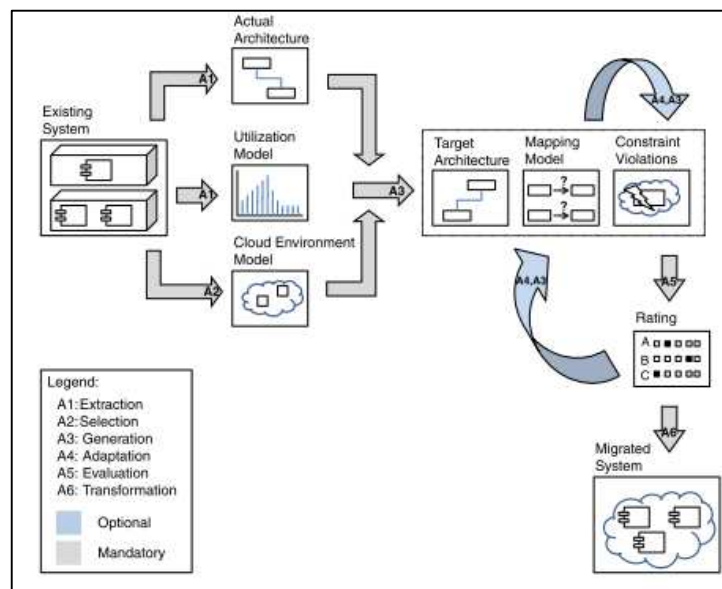 Actual
Architecture
A1
Existing
System
Utilization
Model
A1
A3
Cloud Environment
Model
A2
A4,A3
Target
Architecture
Mapping
Model
Constraint
Violations
?
?
A4,A3
A5
Rating
A
B
C
A6
Migrated
System
Legend:
A1:Extraction
A2:Selection
A3: Generation
A4: Adaptation
A5: Evaluation
A6: Transformation
Optional
Mandatory